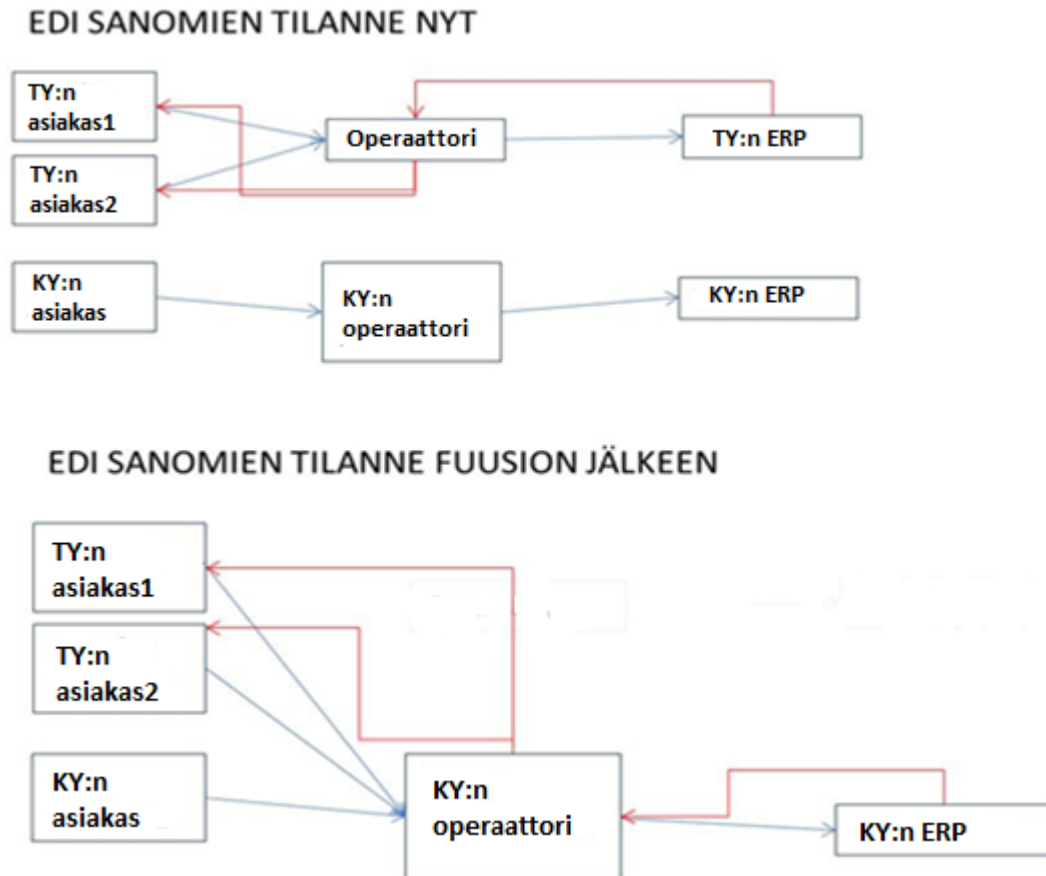 EDI SANOMIEN TILANNE NYT
TY:n
asiakas1
Operaattori
TY:n ERP
TY:n
asiakas2
KY:n
asiakas
KY:n
operaattori
KY:n ERP
EDI SANOMIEN TILANNE FUUSION JÄLKEEN
TY:n
asiakas1
TY:n
asiakas2
KY:n
asiakas
KY:n
operaattori
KY:n ERP